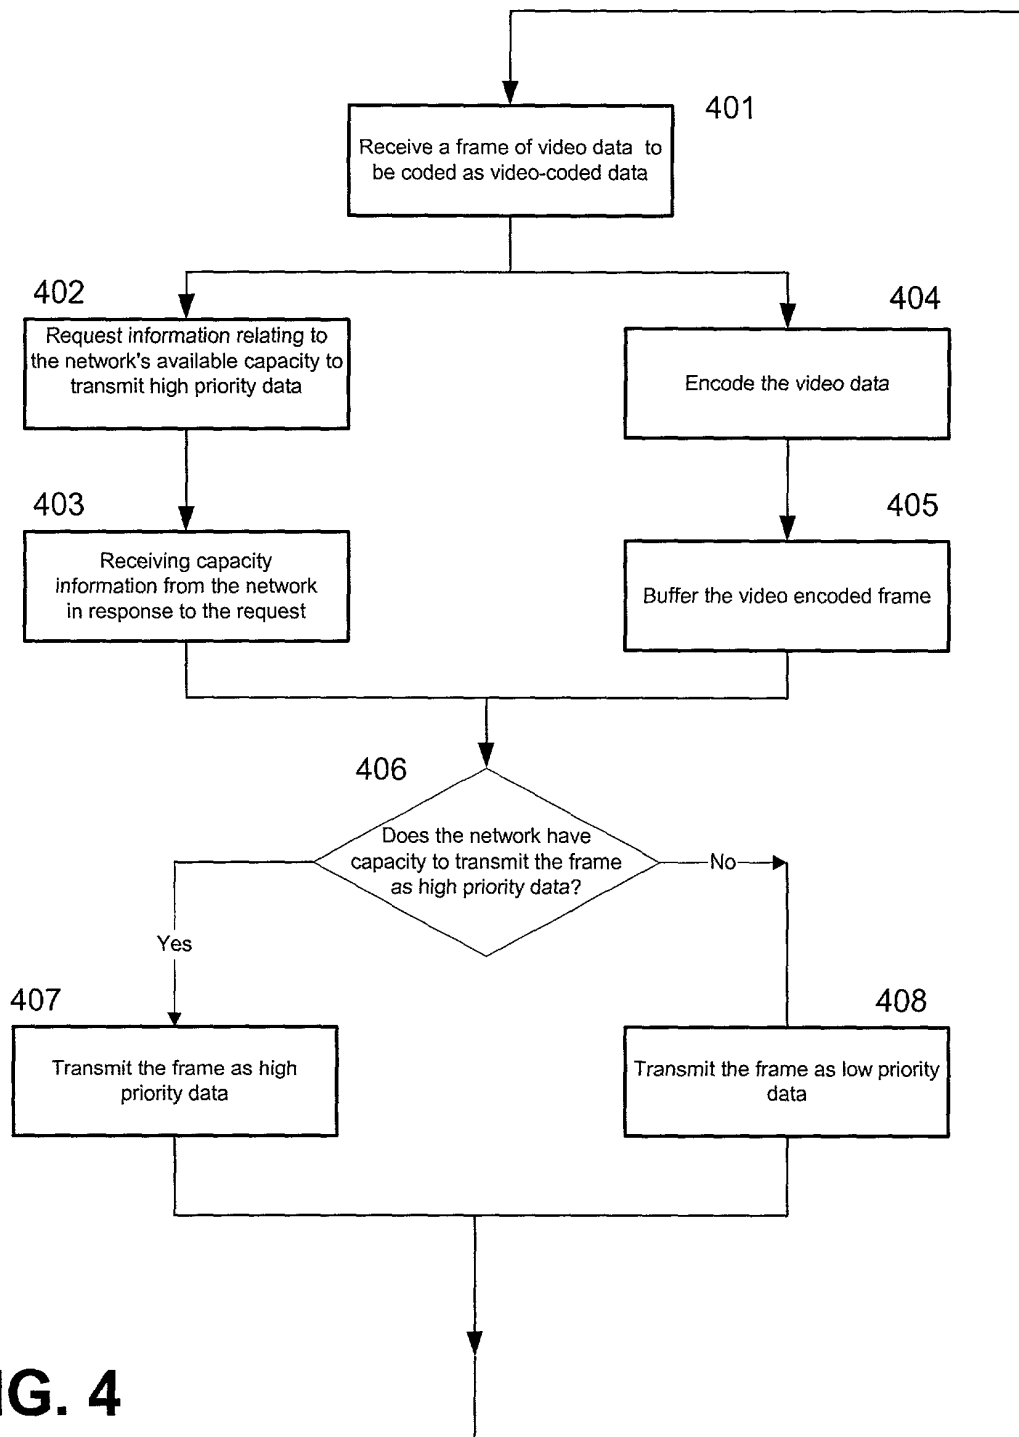 401
Receive a frame of video data to
be coded as video-coded data
402
Request information relating to
the network's available capacity to
transmit high priority data
404
Encode the video data
403
Receiving capacity
information from the network
in response to the request
405
Buffer the video encoded frame
406
Does the network have
capacity to transmit the frame
as high priority data?
No
Yes
407
Transmit the frame as high
priority data
408
Transmit the frame as low priority
data
IG. 4